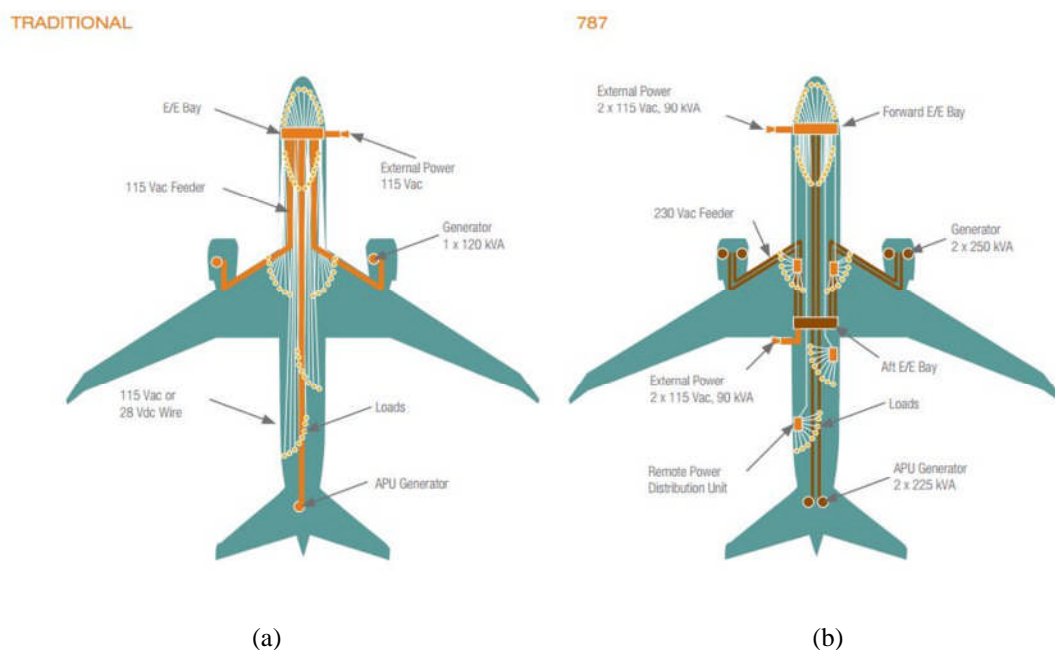 TRADITIONAL
E/E Bay
External Power
115 Vac
115 Vac Feeder
Generator
1 x 120 kVA
115 Vac or
28 Vdc Wire
Loads
APU Generator
(a)
787
External Power
2 x 115 Vac, 90 kVA
Forward E/E Bay
230 Vac Feeder
Generator
2 x 250 kVA
Aft E/E Bay
External Power
2 x 115 Vac, 90 kVA
Loads
Remote Power
Distribution Unit
APU Generator
2 x 225 kVA
(b)